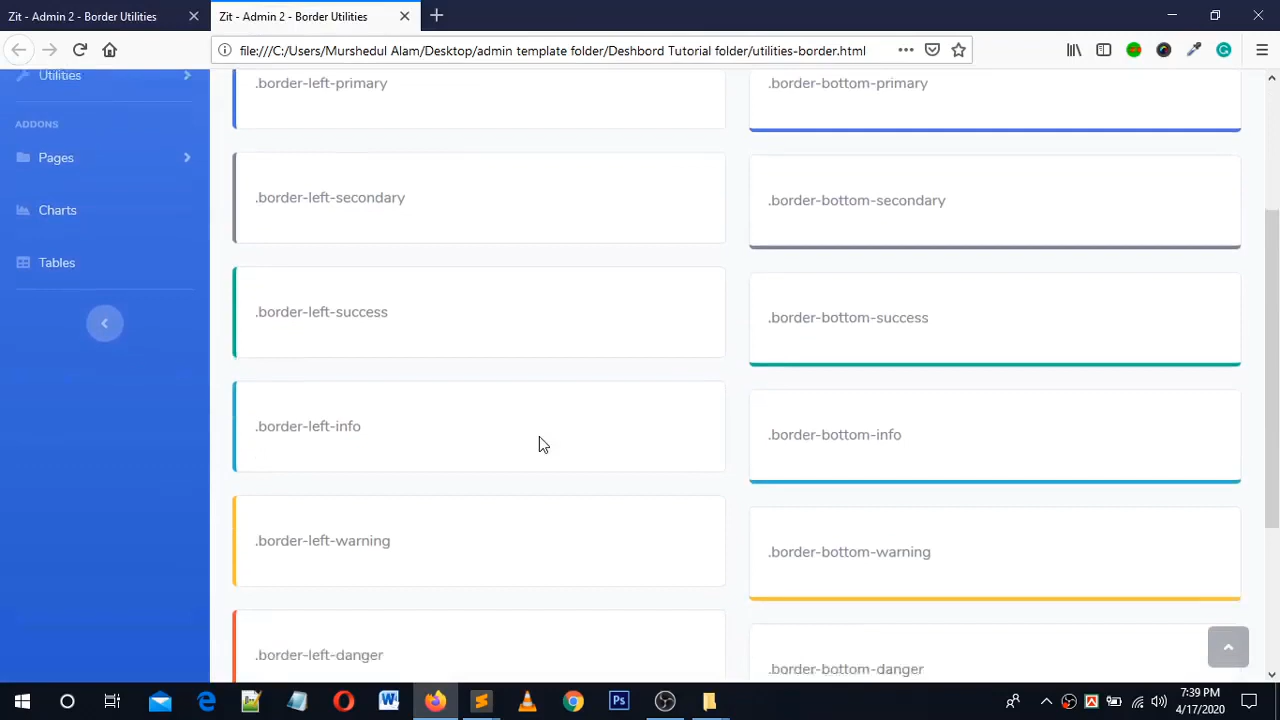 Zit - Admin 2 - Border Utilities
Zit - Admin 2 - Border Utilities
file:///C:/Users/Murshedul Alam/Desktop/admin template folder/Deshbord Tutorial folder/utilities-border.html
Utilities
ADDONS
Pages
Charts
Tables
.border-left-primary
.border-bottom-primary
.border-left-secondary
.border-bottom-secondary
.border-left-success
.border-bottom-success
.border-left-info
.border-bottom-info
.border-left-warning
.border-bottom-warning
.border-left-danger
.border-bottom-danger
7:39 PM
4/17/2020